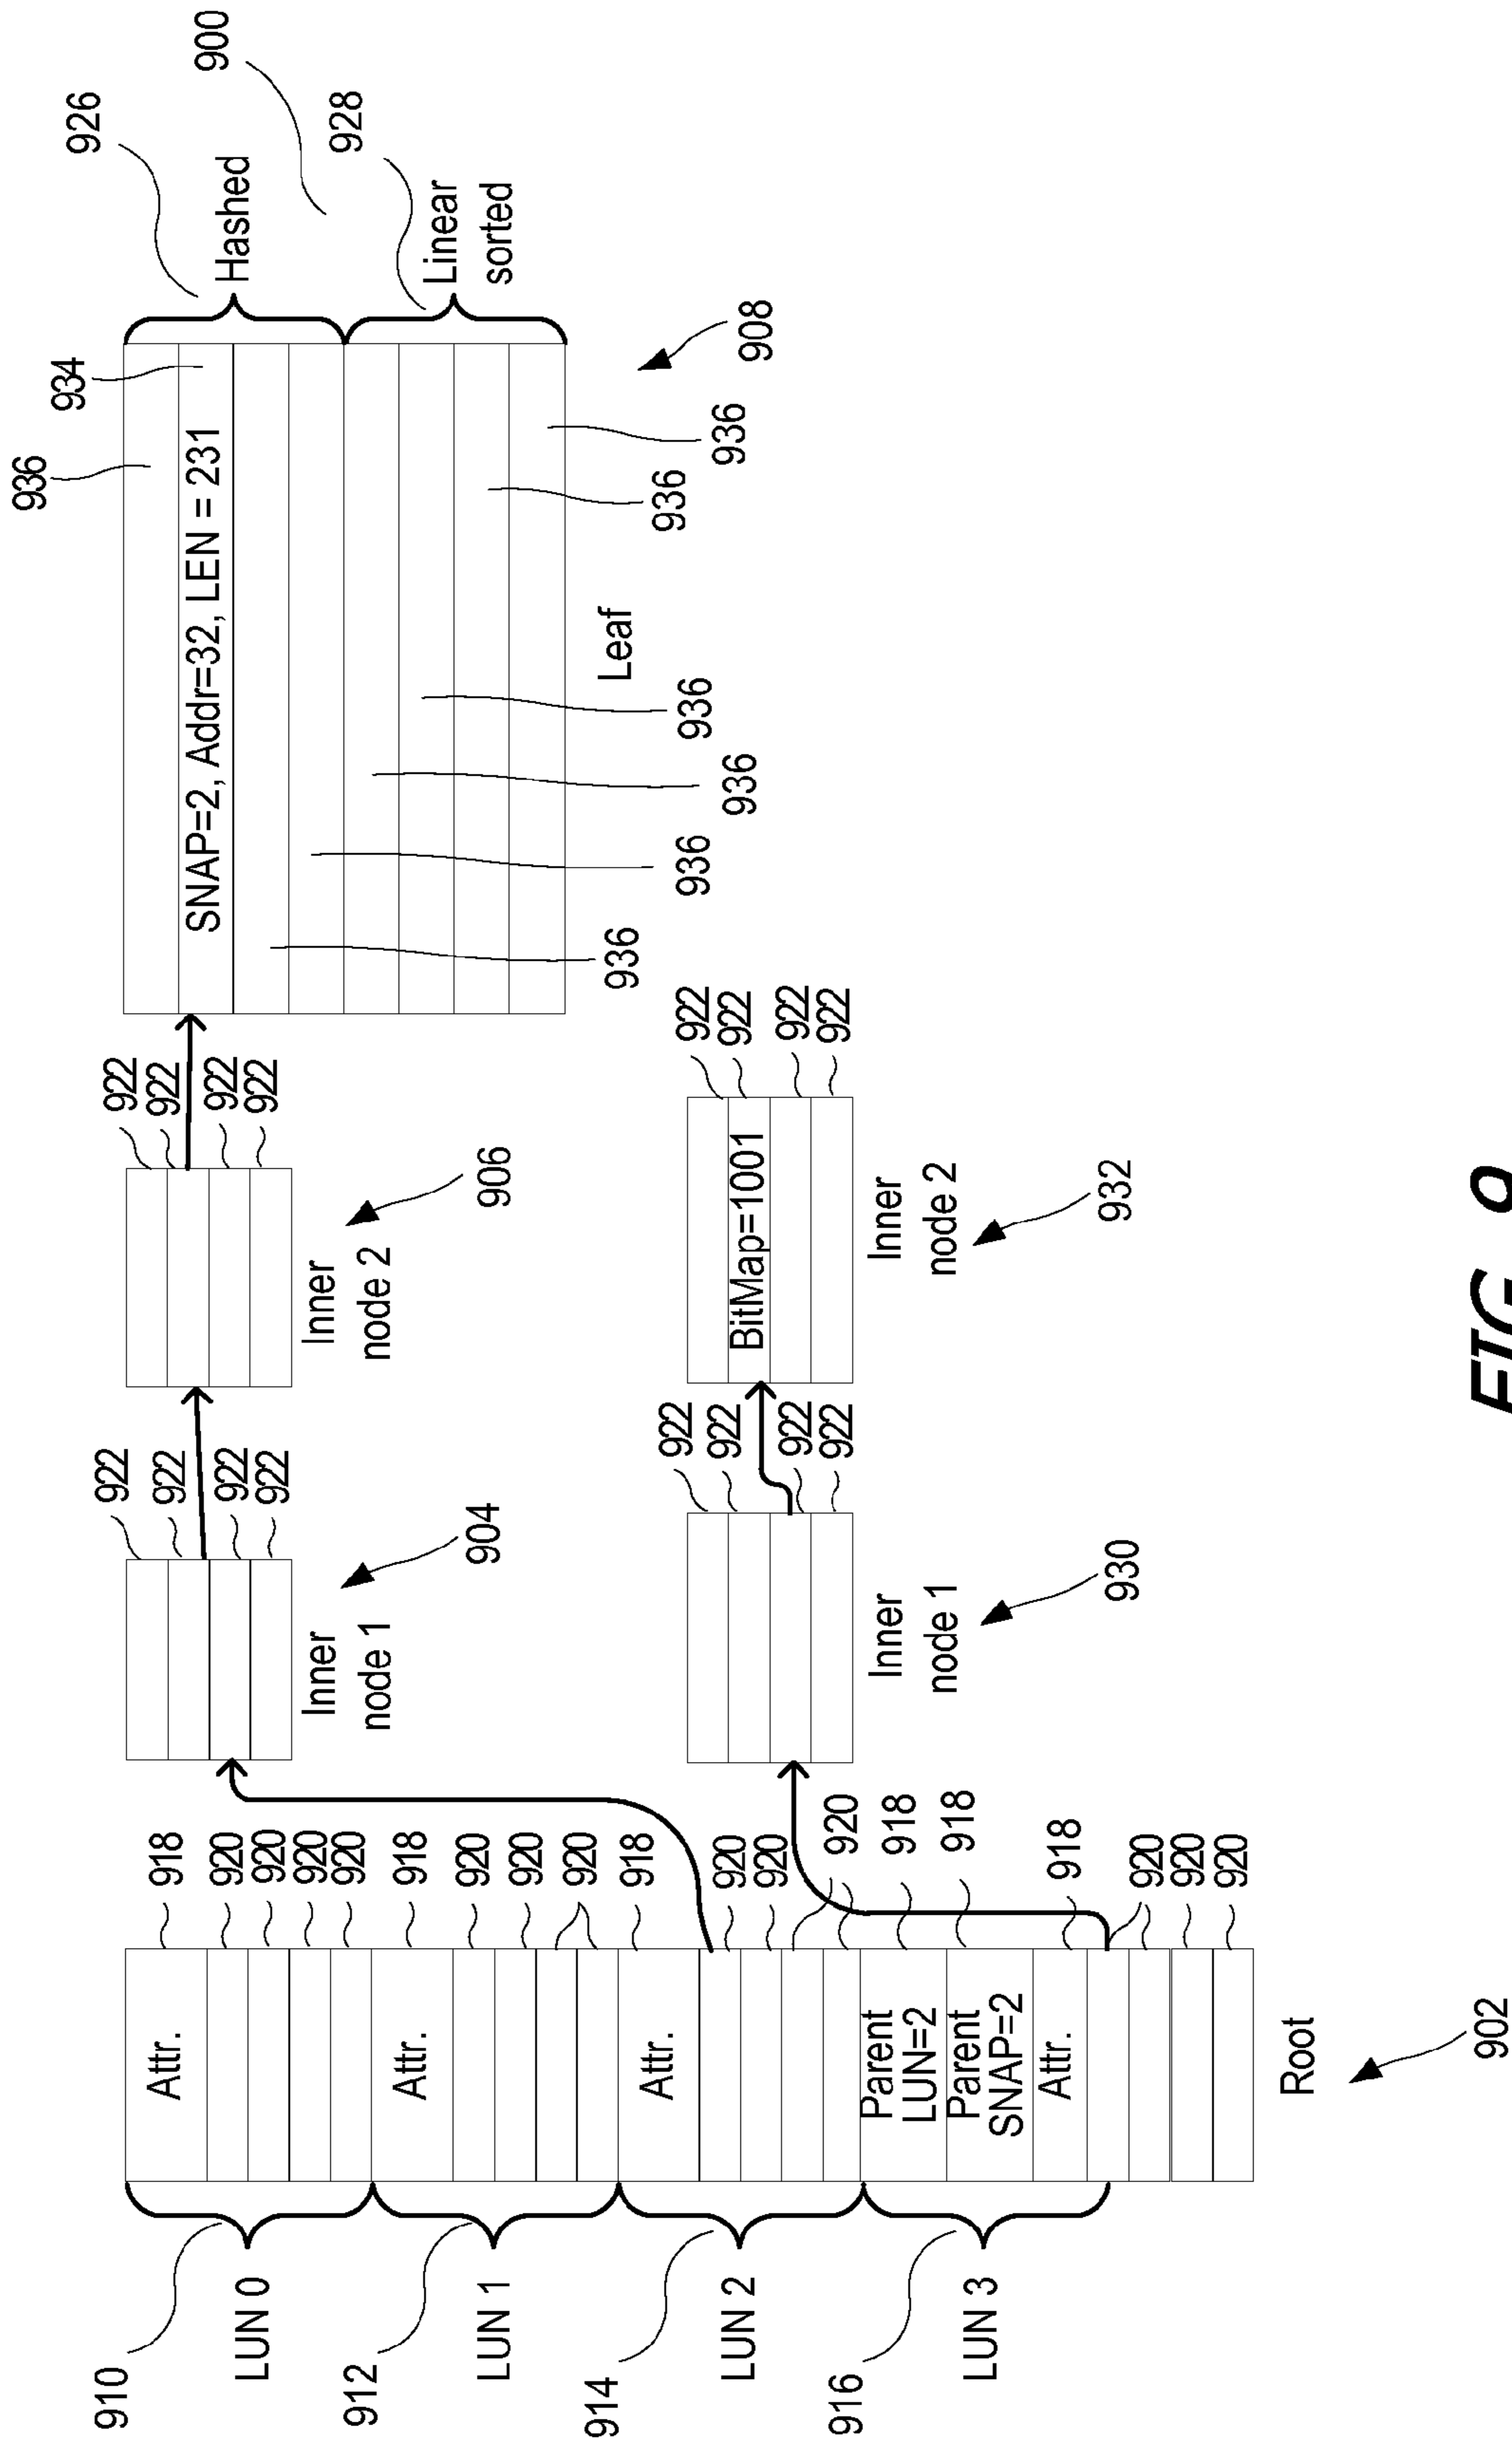 910
LUN 0
912
LUN 1
914
LUN 2
916
LUN 3
Attr.
Attr.
Attr.
Parent
LUN=2
Parent
SNAP=2
Attr.
Root
902
918
920
920
920
920
918
920
920
920
918
920
920
920
918
918
918
920
920
920
Inner
node 1
904
922
922
922
922
Inner
node 2
906
922
922
922
922
Inner
node 1
930
922
922
922
922
BitMap=1001
Inner
node 2
932
922
922
922
922
936
934
SNAP=2, Addr=32, LEN = 231
936
936
936
936
936
936
Leaf
908
926
Hashed
900
928
Linear
sorted
FIG. 9